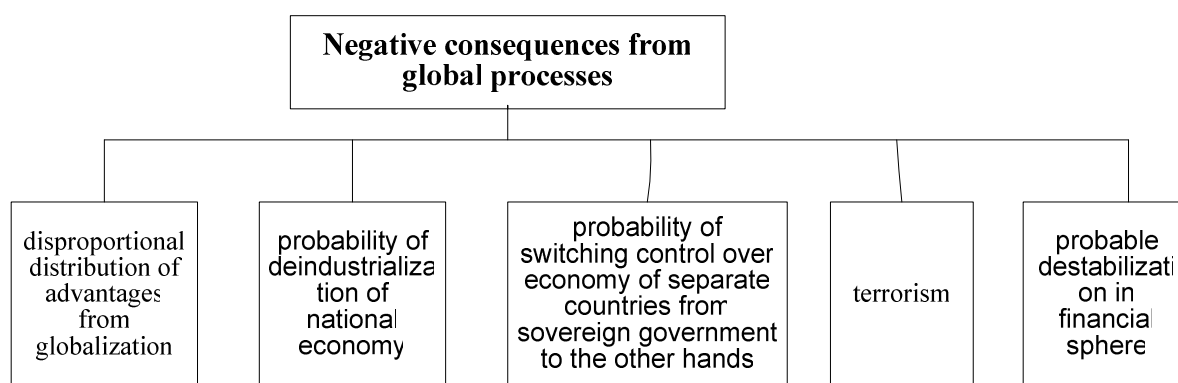 Negative consequences from
global processes
disproportional
distribution of
advantages
from
globalization
probability of
deindustrializa
tion of
national
economy
probability of
switching control over
economy of separate
countries from
sovereign government
to the other hands
terrorism
probable
destabilizati
on in
financial
sphere